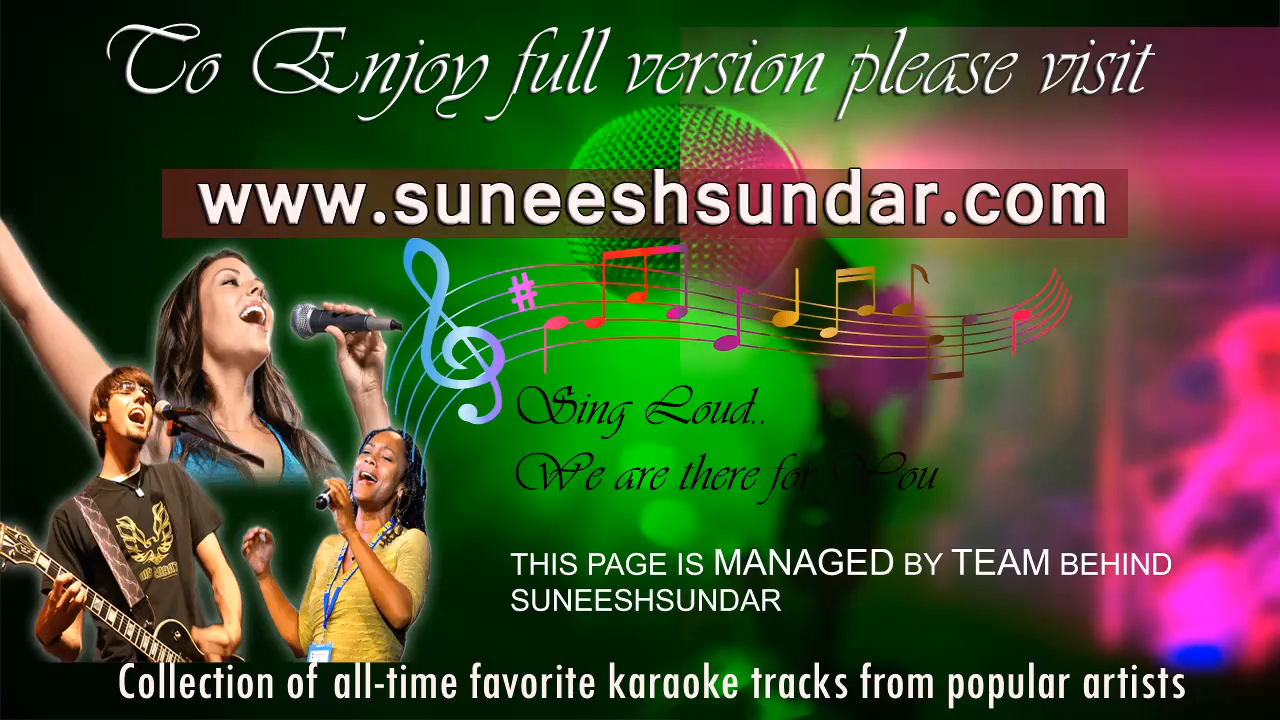 To Enjoy full version please visit
www.suneeshsundar.com
Sing Loud..
We are there for You
THIS PAGE IS MANAGED BY TEAM BEHIND
SUNEESHSUNDAR
Collection of all-time favorite karaoke tracks from popular artists